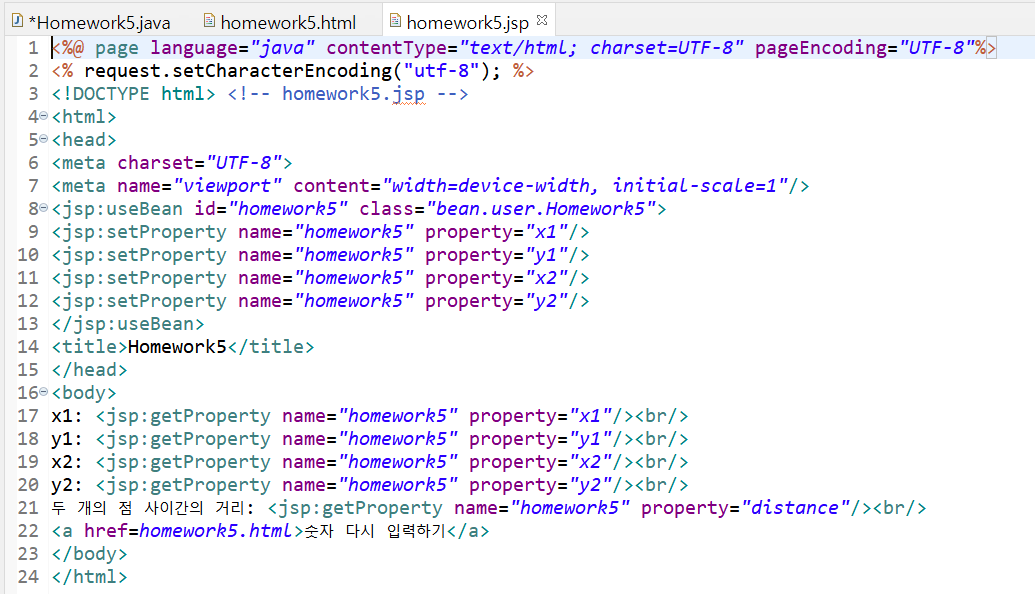 *Homework5.java homework5.html homework5.jsp
1 <%@ page language="java" contentType="text/html; charset=UTF-8" pageEncoding="UTF-8"%>
2 <% request.setCharacterEncoding("utf-8"); %>
3 <!DOCTYPE html> <!-- homework5.jsp -->
4 <html>
5 <head>
6 <meta charset="UTF-8">
7 <meta name="viewport" content="width=device-width, initial-scale=1"/>
8 <jsp:useBean id="homework5" class="bean.user.Homework5">
9 <jsp:setProperty name="homework5" property="x1"/>
10 <jsp:setProperty name="homework5" property="y1"/>
11 <jsp:setProperty name="homework5" property="x2"/>
12 <jsp:setProperty name="homework5" property="y2"/>
13 </jsp:useBean>
14 <title>Homework5</title>
15 </head>
16 <body>
17 x1: <jsp:getProperty name="homework5" property="x1"/><br/>
18 y1: <jsp:getProperty name="homework5" property="y1"/><br/>
19 x2: <jsp:getProperty name="homework5" property="x2"/><br/>
20 y2: <jsp:getProperty name="homework5" property="y2"/><br/>
21 두 개의 점 사이간의 거리: <jsp:getProperty name="homework5" property="distance"/><br/>
22 <a href=homework5.html>숫자 다시 입력하기</a>
23 </body>
24 </html>